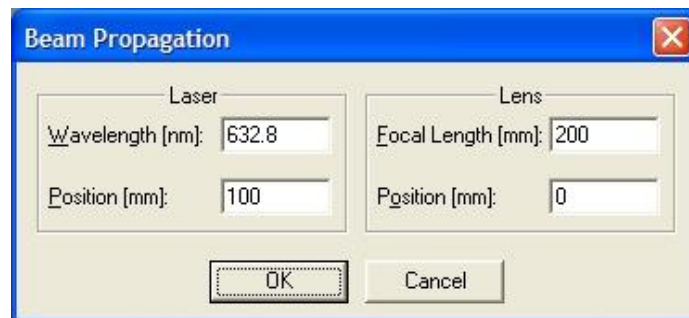 Beam Propagation
Laser
Wavelength [nm]: 632.8
Position [mm]: 100
Lens
Focal Length [mm]: 200
Position [mm]: 0
OK
Cancel